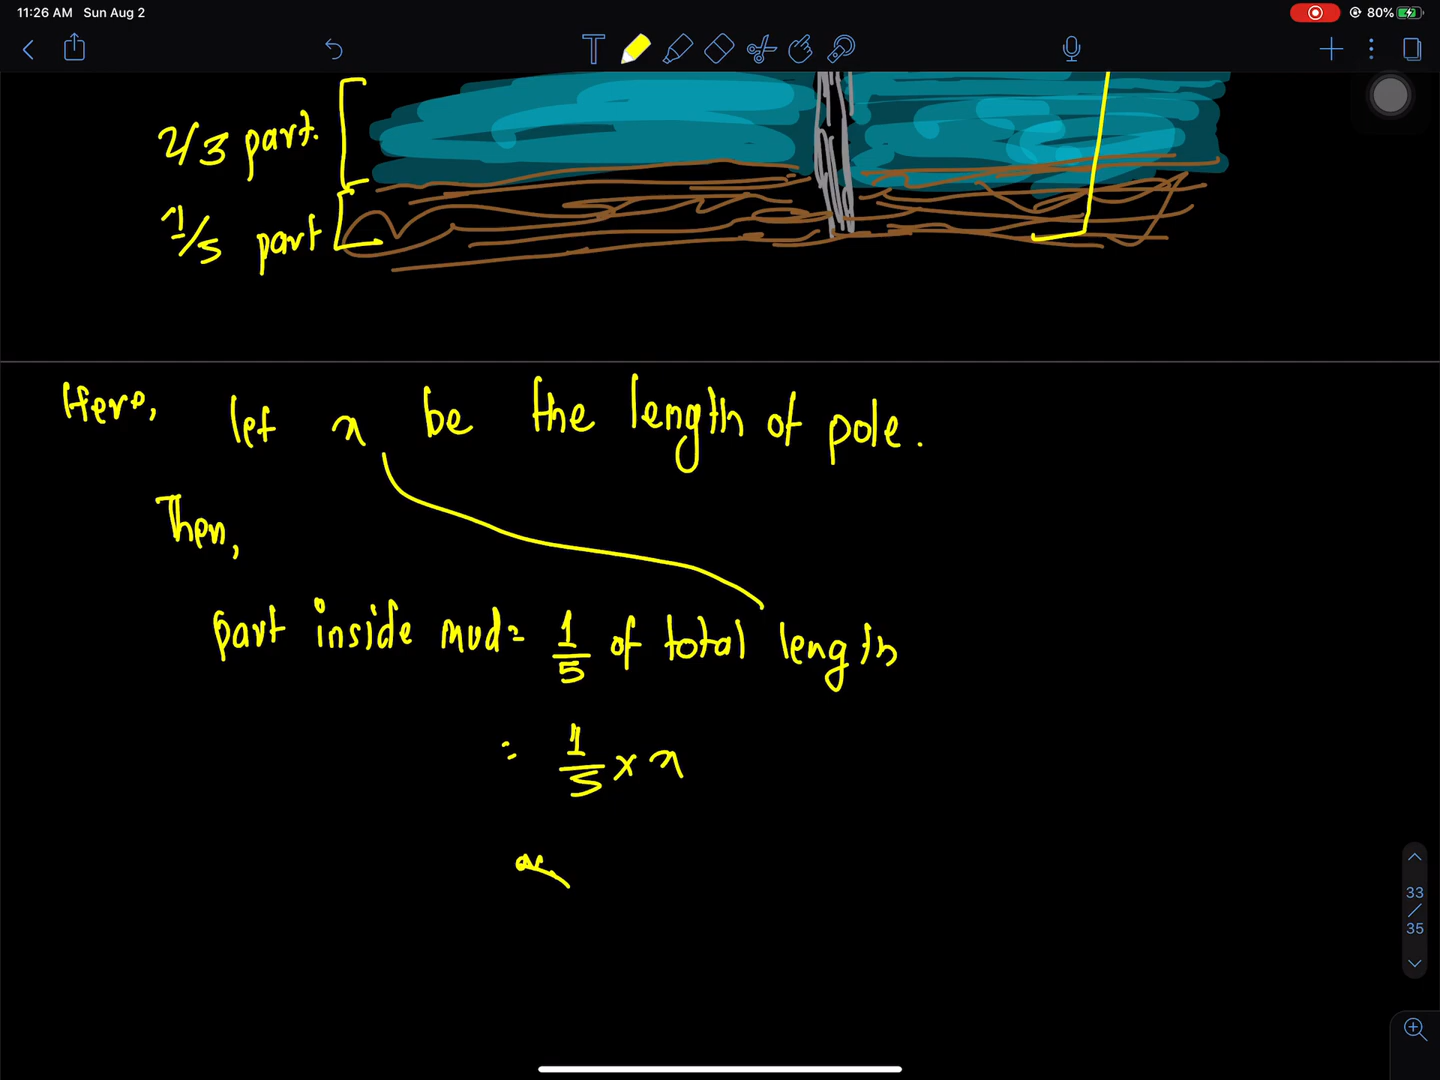 11:26 AM Sun Aug 2
80%
2/3 part.
1/5 part
Here, let x be the length of pole.
Then,
part inside mud = 1/5 of total length
= 1/5 × x
33
/
35